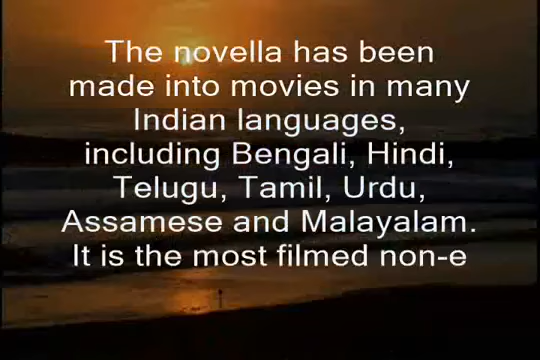 The novella has been
made into movies in many
Indian languages,
including Bengali, Hindi,
Telugu, Tamil, Urdu,
Assamese and Malayalam.
It is the most filmed non-e